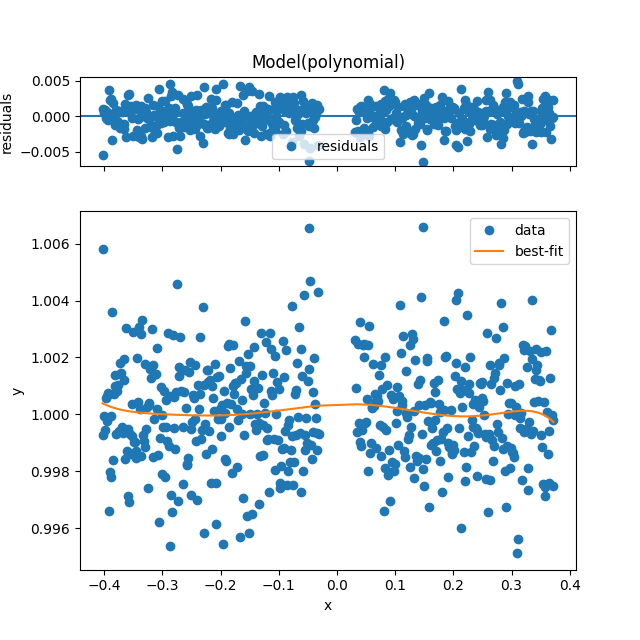 Model(polynomial)
residuals
0.005
0.000
−0.005
residuals
y
1.006
1.004
1.002
1.000
0.998
0.996
data
best-fit
−0.4
−0.3
−0.2
−0.1
0.0
0.1
0.2
0.3
0.4
x